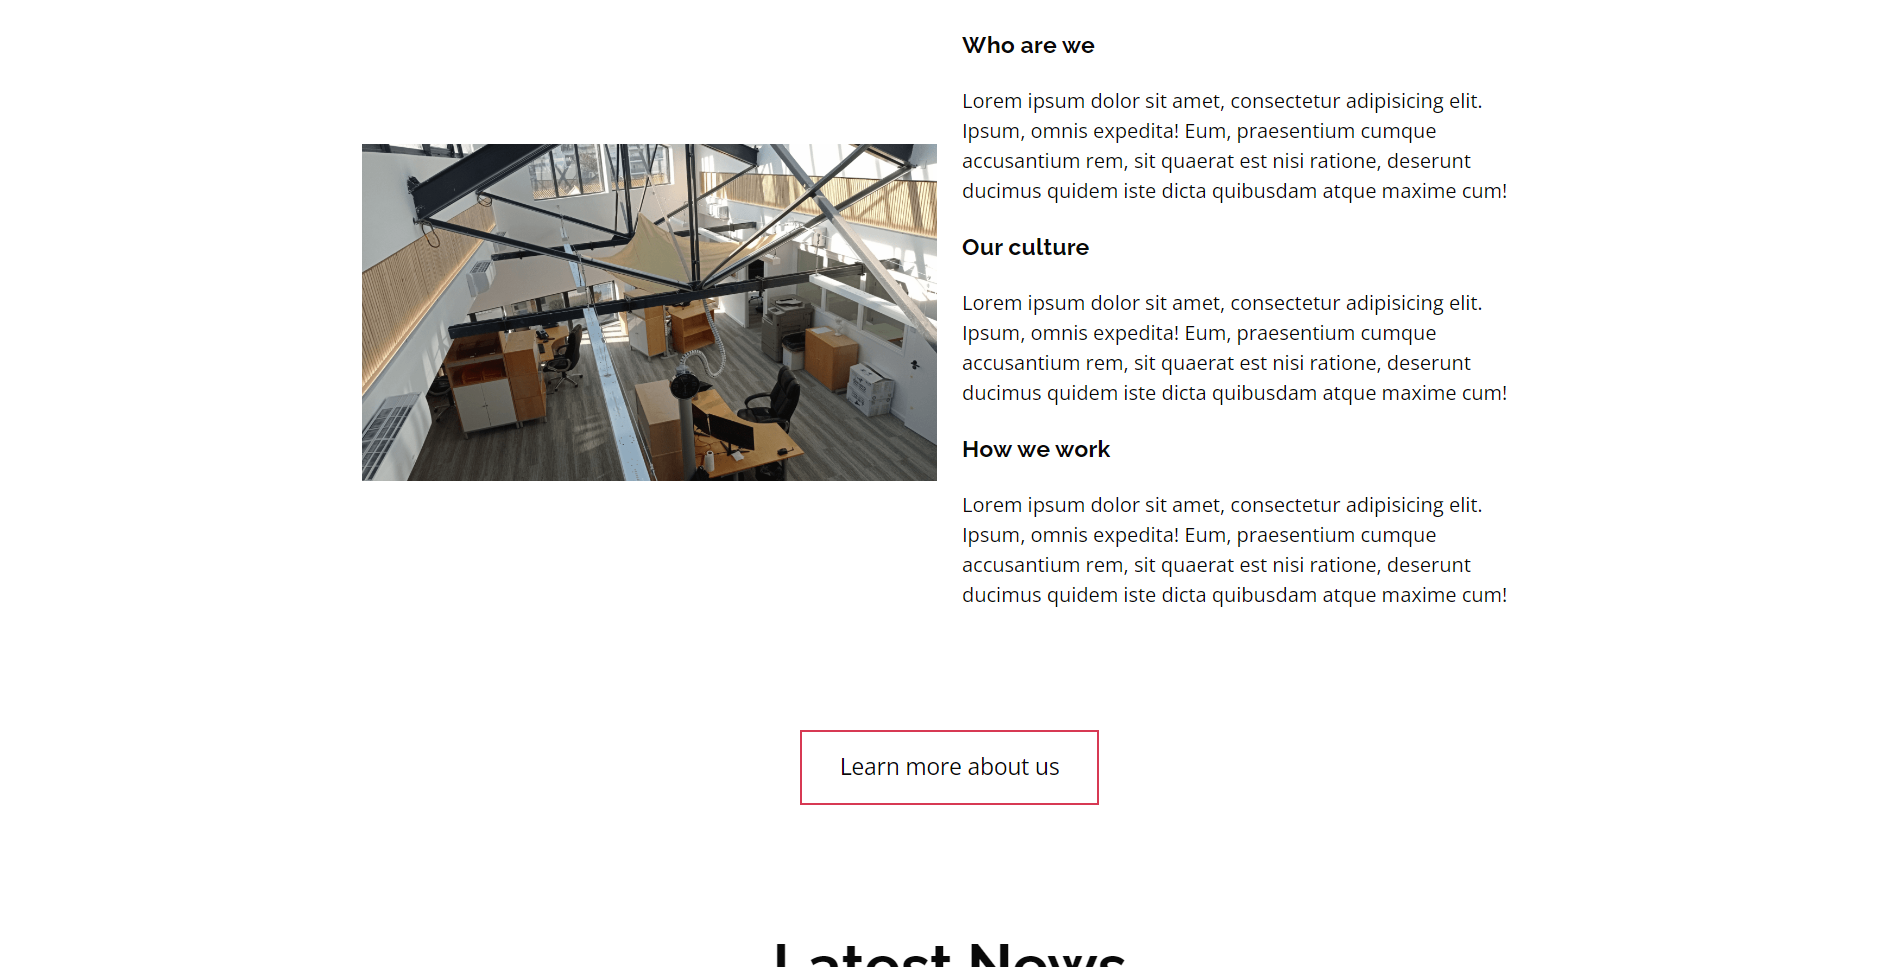 Who are we
Lorem ipsum dolor sit amet, consectetur adipisicing elit.
Ipsum, omnis expedita! Eum, praesentium cumque
accusantium rem, sit quaerat est nisi ratione, deserunt
ducimus quidem iste dicta quibusdam atque maxime cum!
Our culture
Lorem ipsum dolor sit amet, consectetur adipisicing elit.
Ipsum, omnis expedita! Eum, praesentium cumque
accusantium rem, sit quaerat est nisi ratione, deserunt
ducimus quidem iste dicta quibusdam atque maxime cum!
How we work
Lorem ipsum dolor sit amet, consectetur adipisicing elit.
Ipsum, omnis expedita! Eum, praesentium cumque
accusantium rem, sit quaerat est nisi ratione, deserunt
ducimus quidem iste dicta quibusdam atque maxime cum!
Learn more about us
Latest News